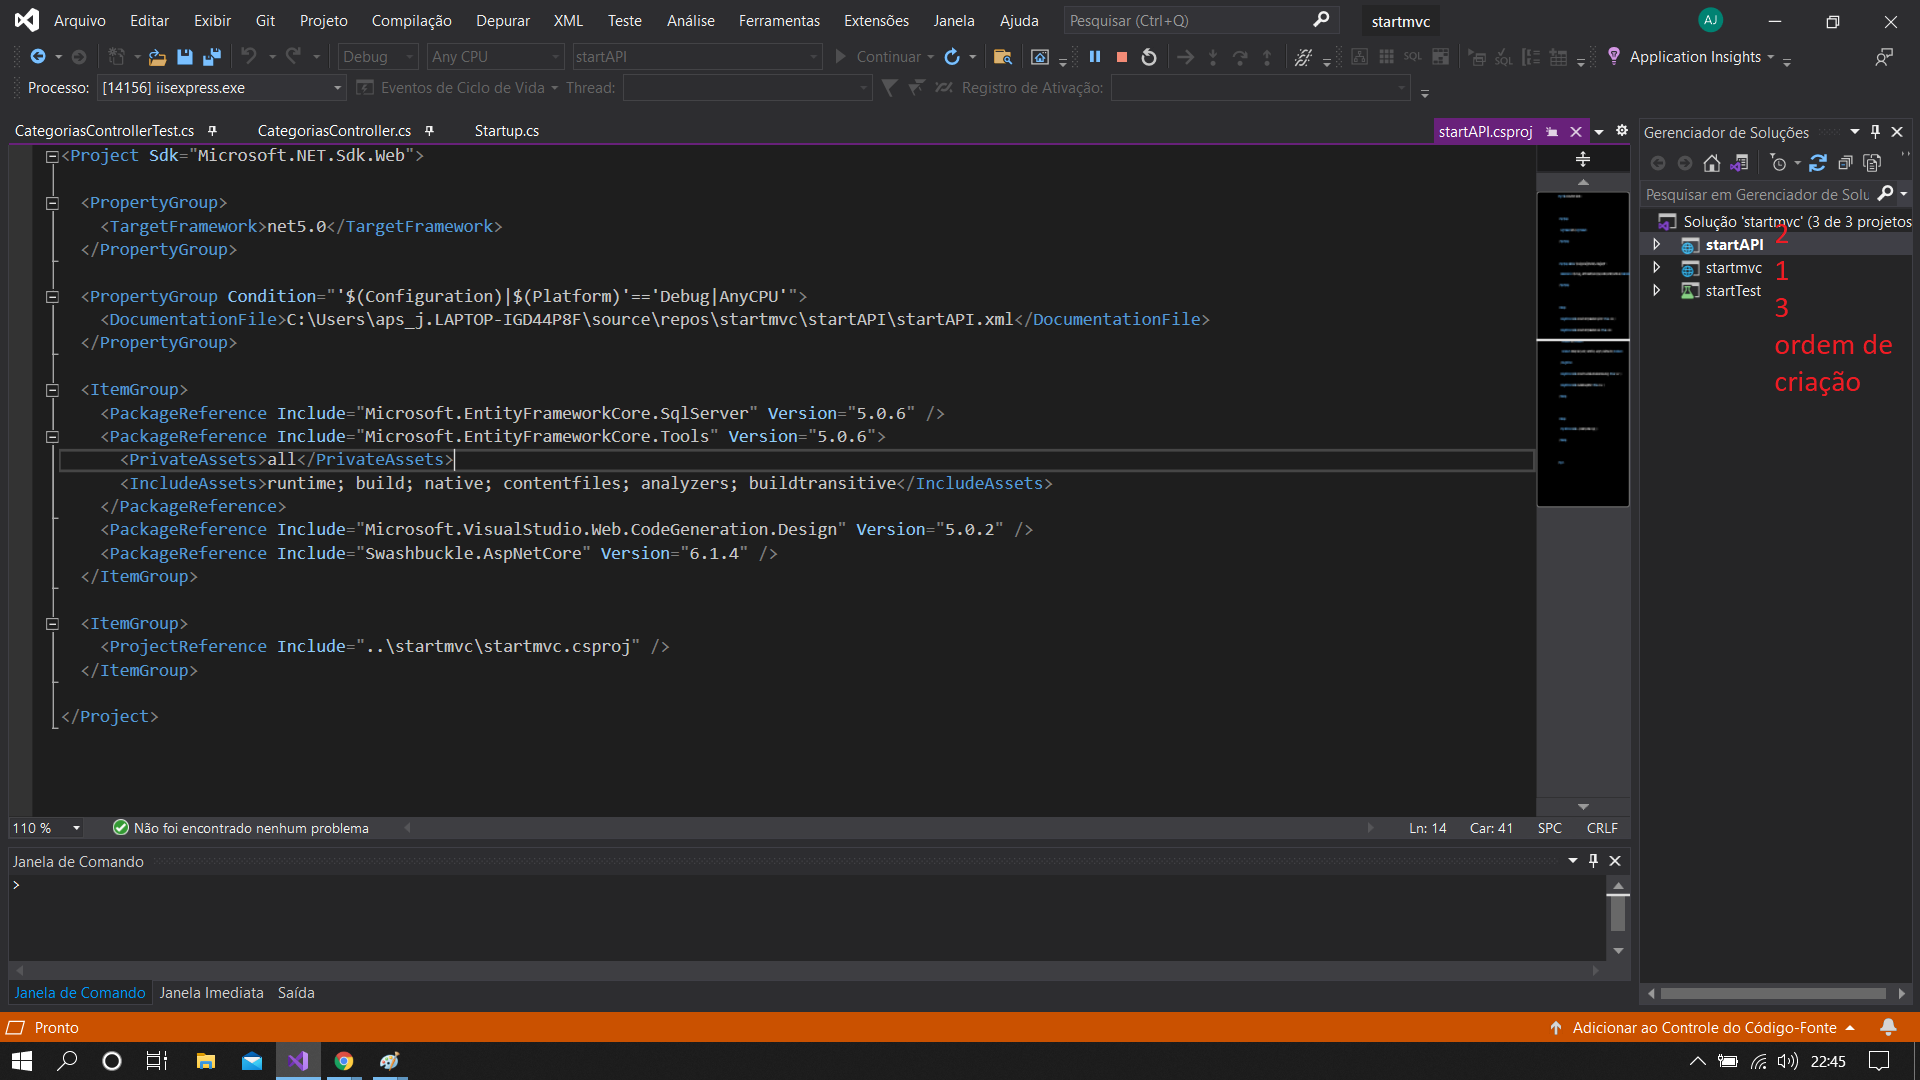 Arquivo Editar Exibir Git Projeto Compilação Depurar XML Teste Análise Ferramentas Extensões Janela Ajuda Pesquisar (Ctrl+Q) startmvc AJ
Debug Any CPU startAPI Continuar SQL SQL Application Insights
Processo: [14156] iisexpress.exe Eventos de Ciclo de Vida Thread: Registro de Ativação:
CategoriasControllerTest.cs CategoriasController.cs Startup.cs startAPI.csproj
<Project Sdk="Microsoft.NET.Sdk.Web">
<PropertyGroup>
<TargetFramework>net5.0</TargetFramework>
</PropertyGroup>
<PropertyGroup Condition="'$(Configuration)|$(Platform)'=='Debug|AnyCPU'">
<DocumentationFile>C:\Users\aps_j.LAPTOP-IGD44P8F\source\repos\startmvc\startAPI\startAPI.xml</DocumentationFile>
</PropertyGroup>
<ItemGroup>
<PackageReference Include="Microsoft.EntityFrameworkCore.SqlServer" Version="5.0.6" />
<PackageReference Include="Microsoft.EntityFrameworkCore.Tools" Version="5.0.6">
<PrivateAssets>all</PrivateAssets>
<IncludeAssets>runtime; build; native; contentfiles; analyzers; buildtransitive</IncludeAssets>
</PackageReference>
<PackageReference Include="Microsoft.VisualStudio.Web.CodeGeneration.Design" Version="5.0.2" />
<PackageReference Include="Swashbuckle.AspNetCore" Version="6.1.4" />
</ItemGroup>
<ItemGroup>
<ProjectReference Include="..\startmvc\startmvc.csproj" />
</ItemGroup>
</Project>
110 % Não foi encontrado nenhum problema Ln: 14 Car: 41 SPC CRLF
Gerenciador de Soluções
Pesquisar em Gerenciador de Solu
Solução 'startmvc' (3 de 3 projetos
startAPI 2
startmvc 1
startTest 3
ordem de
criação
Janela de Comando
>
Janela de Comando Janela Imediata Saída
Pronto Adicionar ao Controle do Código-Fonte
22:45